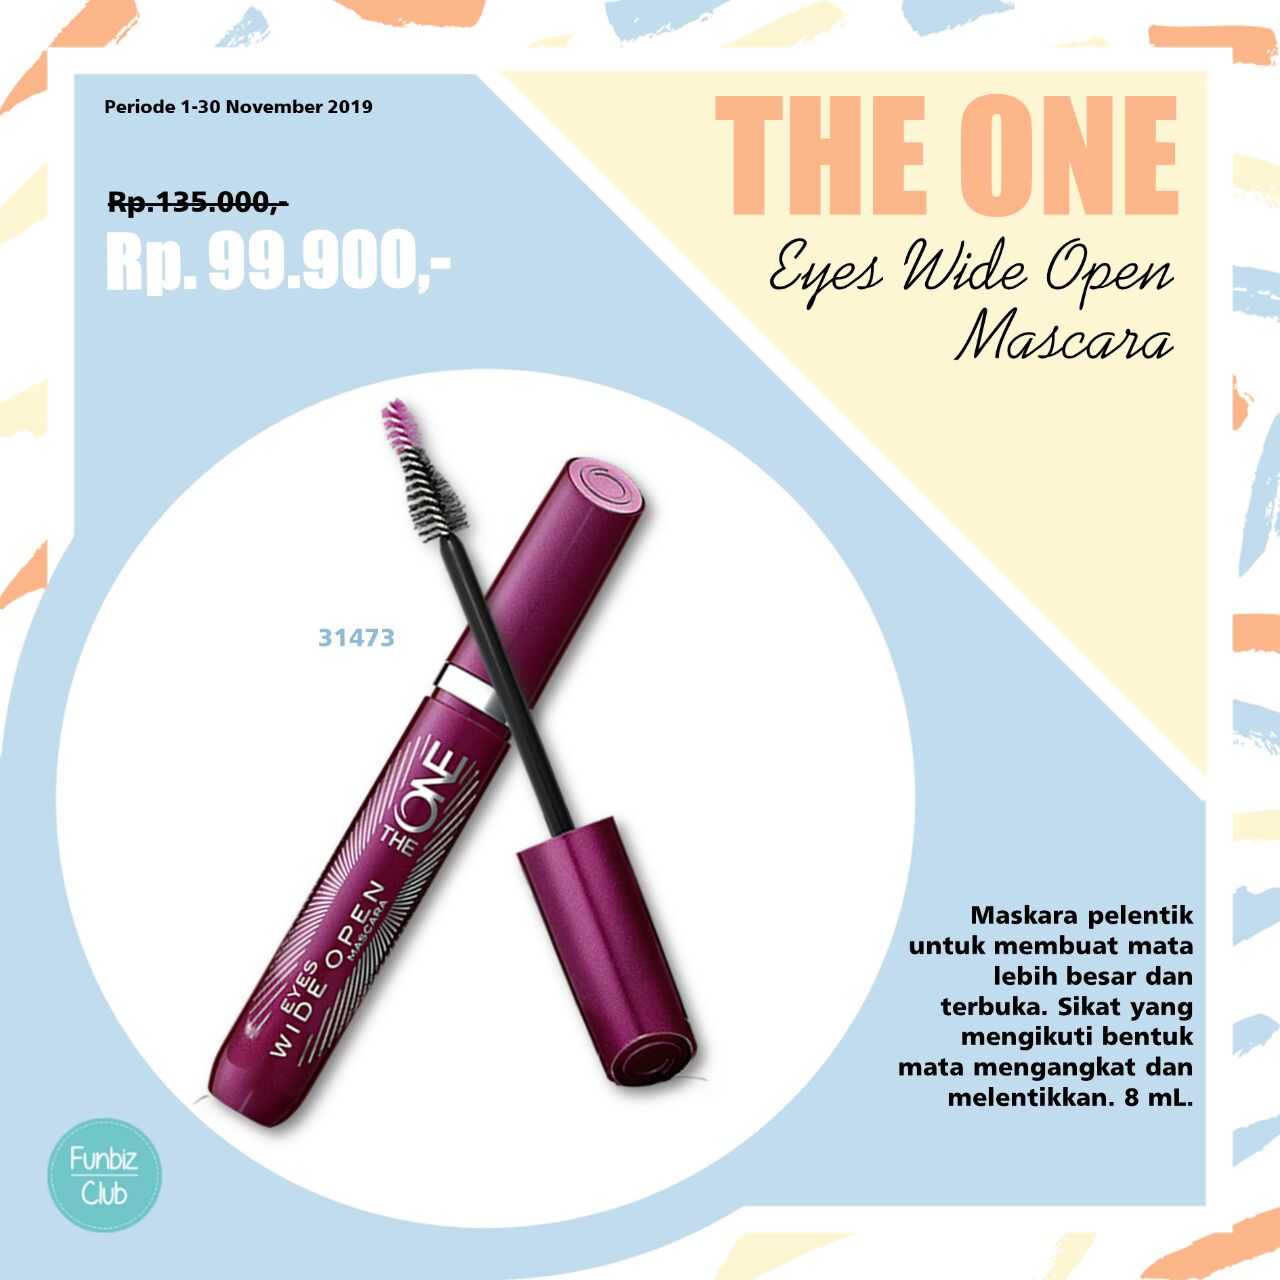 Periode 1-30 November 2019
Rp.135.000,-
Rp. 99.900,-
THE ONE
Eyes Wide Open
Mascara
31473
THE ONE
EYES
WIDE OPEN
MASCARA
Maskara pelentik
untuk membuat mata
lebih besar dan
terbuka. Sikat yang
mengikuti bentuk
mata mengangkat dan
melentikkan. 8 mL.
Funbiz
Club